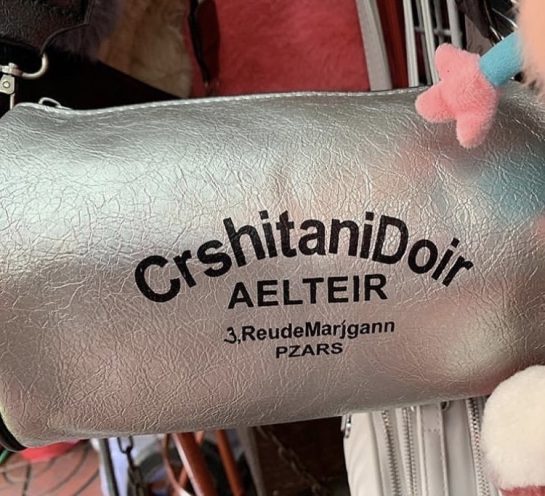 CrshitaniDoir
AELTEIR
3,ReudeMarjgann
PZARS